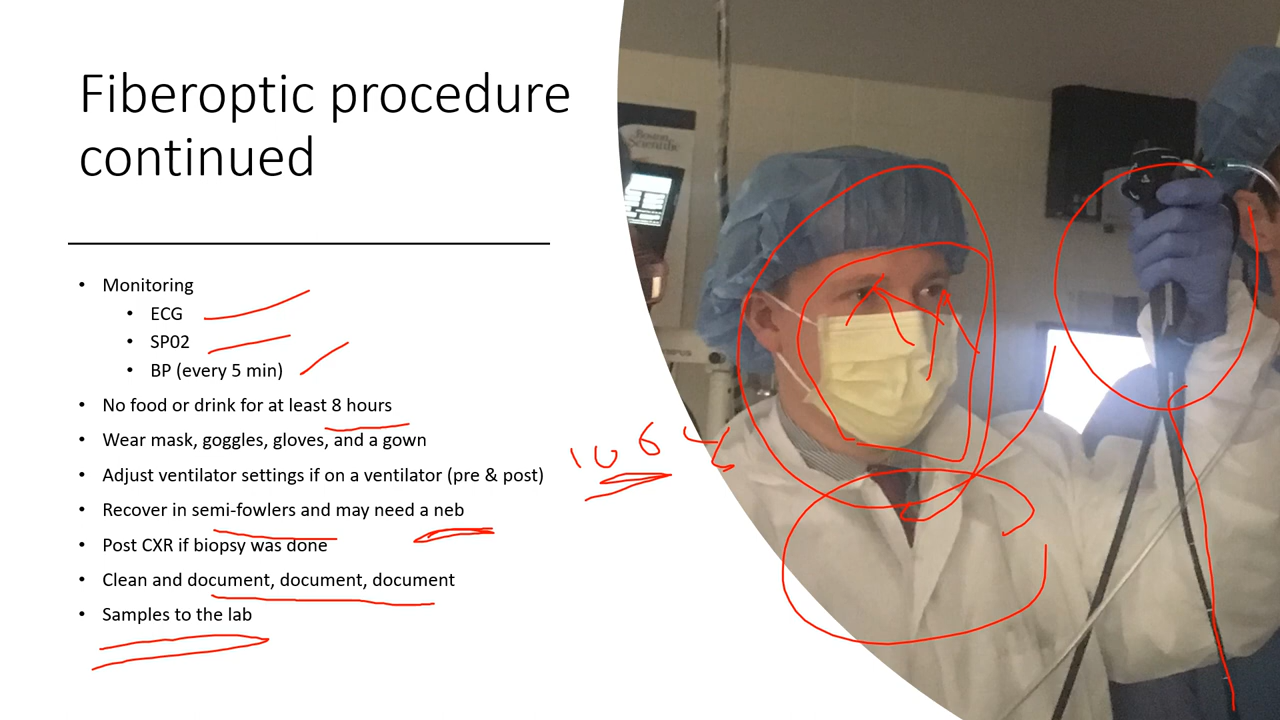 Fiberoptic procedure
continued
• Monitoring
• ECG
• SP02
• BP (every 5 min)
• No food or drink for at least 8 hours
• Wear mask, goggles, gloves, and a gown
• Adjust ventilator settings if on a ventilator (pre & post)
• Recover in semi-fowlers and may need a neb
• Post CXR if biopsy was done
• Clean and document, document, document
• Samples to the lab
Boston
Scientific